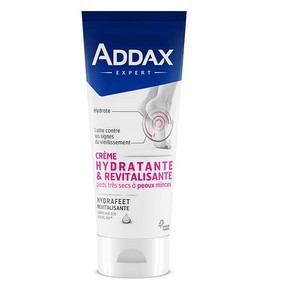 ADDAX
EXPERT
Hydrate
Lutte contre
les signes
du vieillissement
CRÈME
HYDRATANTE
& REVITALISANTE
pieds très secs à peaux minces
HYDRAFEET
REVITALISANTE